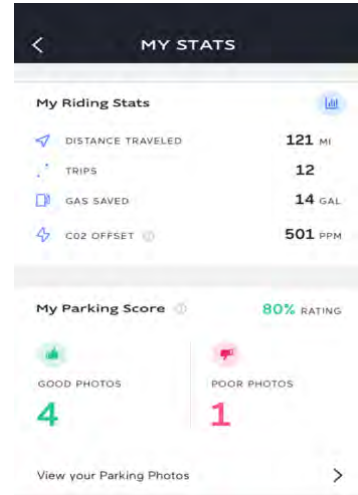 MY STATS
My Riding Stats
DISTANCE TRAVELED 121 MI
TRIPS 12
GAS SAVED 14 GAL
C02 OFFSET 501 PPM
My Parking Score 80% RATING
GOOD PHOTOS POOR PHOTOS
4 1
View your Parking Photos